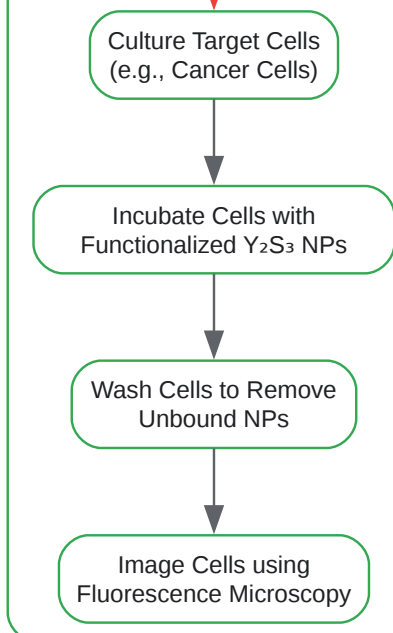 Culture Target Cells
(e.g., Cancer Cells)
Incubate Cells with
Functionalized Y₂S₃ NPs
Wash Cells to Remove
Unbound NPs
Image Cells using
Fluorescence Microscopy